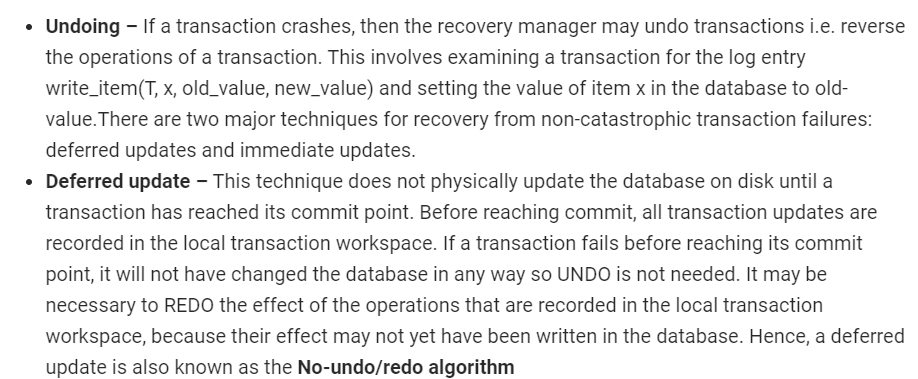 • Undoing – If a transaction crashes, then the recovery manager may undo transactions i.e. reverse
the operations of a transaction. This involves examining a transaction for the log entry
write_item(T, x, old_value, new_value) and setting the value of item x in the database to old-
value.There are two major techniques for recovery from non-catastrophic transaction failures:
deferred updates and immediate updates.
• Deferred update – This technique does not physically update the database on disk until a
transaction has reached its commit point. Before reaching commit, all transaction updates are
recorded in the local transaction workspace. If a transaction fails before reaching its commit
point, it will not have changed the database in any way so UNDO is not needed. It may be
necessary to REDO the effect of the operations that are recorded in the local transaction
workspace, because their effect may not yet have been written in the database. Hence, a deferred
update is also known as the No-undo/redo algorithm